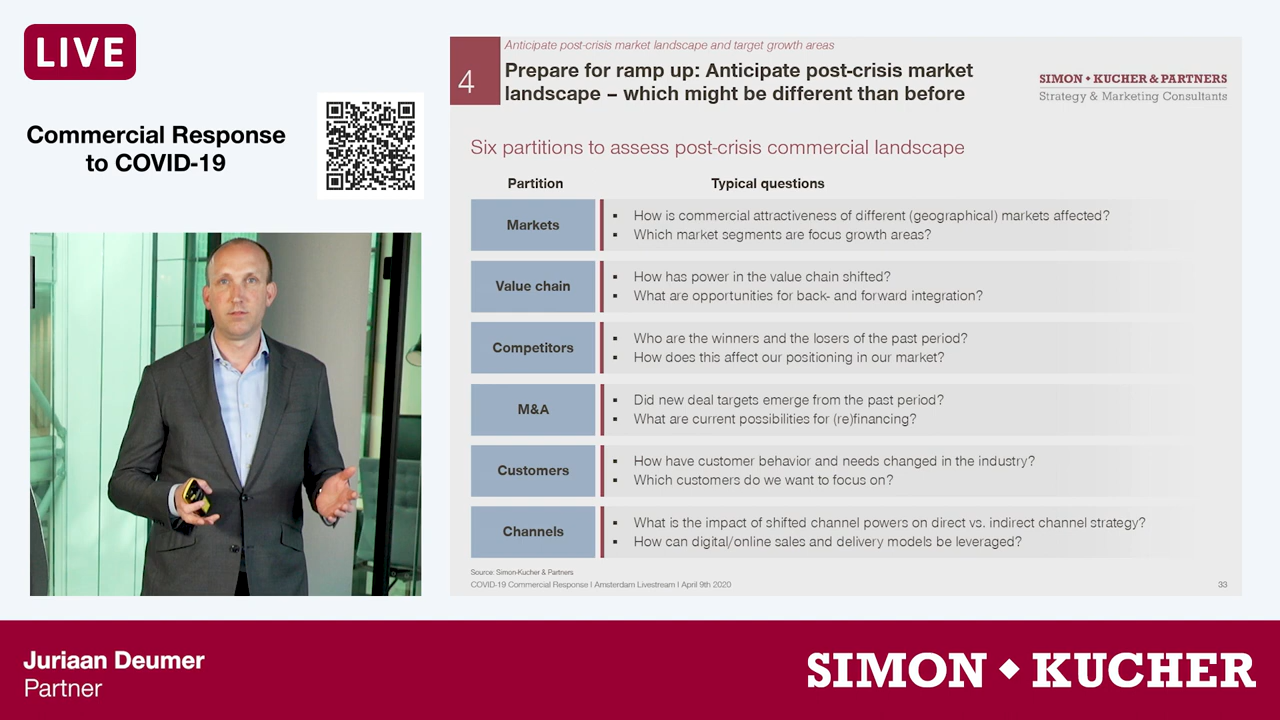 LIVE
Commercial Response
to COVID-19
Anticipate post-crisis market landscape and target growth areas
4
Prepare for ramp up: Anticipate post-crisis market
landscape – which might be different than before
SIMON • KUCHER & PARTNERS
Strategy & Marketing Consultants
Six partitions to assess post-crisis commercial landscape
Partition
Typical questions
Markets
▪ How is commercial attractiveness of different (geographical) markets affected?
▪ Which market segments are focus growth areas?
Value chain
▪ How has power in the value chain shifted?
▪ What are opportunities for back- and forward integration?
Competitors
▪ Who are the winners and the losers of the past period?
▪ How does this affect our positioning in our market?
M&A
▪ Did new deal targets emerge from the past period?
▪ What are current possibilities for (re)financing?
Customers
▪ How have customer behavior and needs changed in the industry?
▪ Which customers do we want to focus on?
Channels
▪ What is the impact of shifted channel powers on direct vs. indirect channel strategy?
▪ How can digital/online sales and delivery models be leveraged?
Source: Simon-Kucher & Partners
COVID-19 Commercial Response I Amsterdam Livestream I April 9th 2020
33
Juriaan Deumer
Partner
SIMON ◆ KUCHER